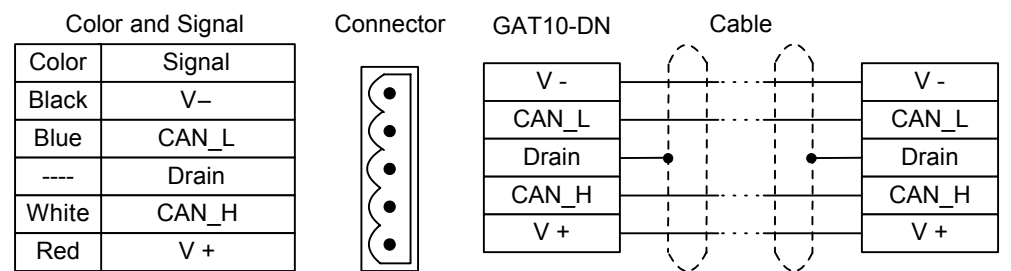 Color and Signal
Connector
GAT10-DN
Cable
Color Signal
Black V–
Blue CAN_L
---- Drain
White CAN_H
Red V +
V -
CAN_L
Drain
CAN_H
V +
V -
CAN_L
Drain
CAN_H
V +